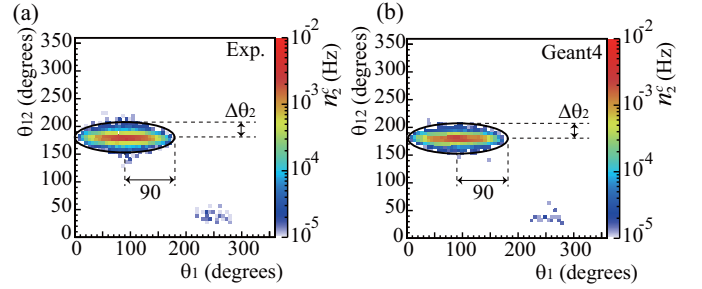 (a)
Exp.
θ12 (degrees)
350
300
250
200
150
100
50
0
0
100
200
300
θ1 (degrees)
Δθ2
90
10^-2
10^-3
10^-4
10^-5
n_2^c (Hz)
(b)
Geant4
θ12 (degrees)
350
300
250
200
150
100
50
0
0
100
200
300
θ1 (degrees)
Δθ2
90
10^-2
10^-3
10^-4
10^-5
n_2^c (Hz)